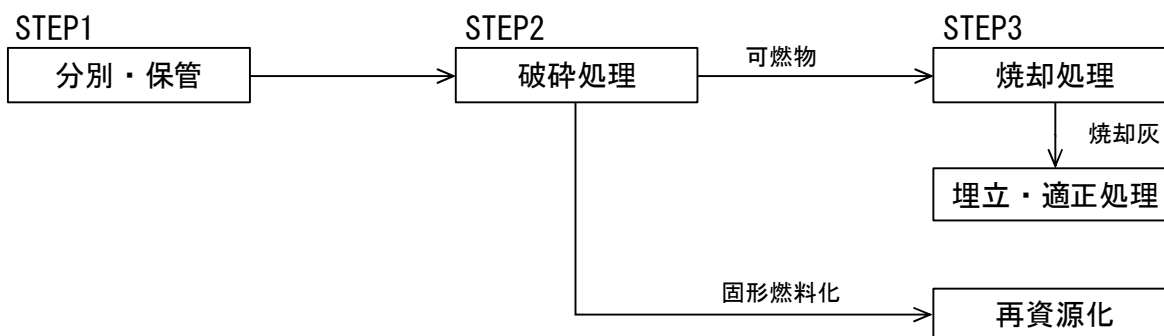 STEP1
分別・保管
STEP2
破砕処理
可燃物
STEP3
焼却処理
焼却灰
埋立・適正処理
固形燃料化
再資源化